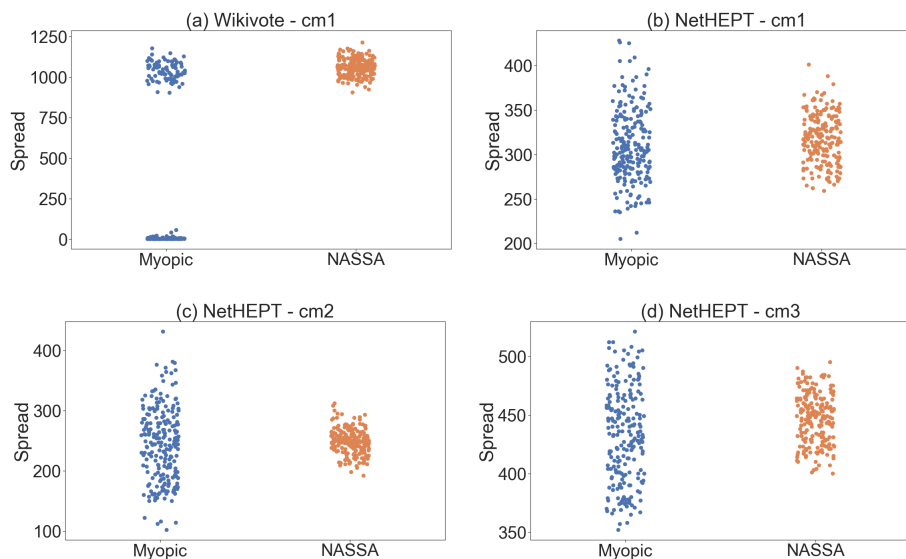 (a) Wikivote - cm1
1250
1000
750
500
250
0
Spread
Myopic
NASSA
(b) NetHEPT - cm1
400
350
300
250
200
Spread
Myopic
NASSA
(c) NetHEPT - cm2
400
300
200
100
Spread
Myopic
NASSA
(d) NetHEPT - cm3
500
450
400
350
Spread
Myopic
NASSA